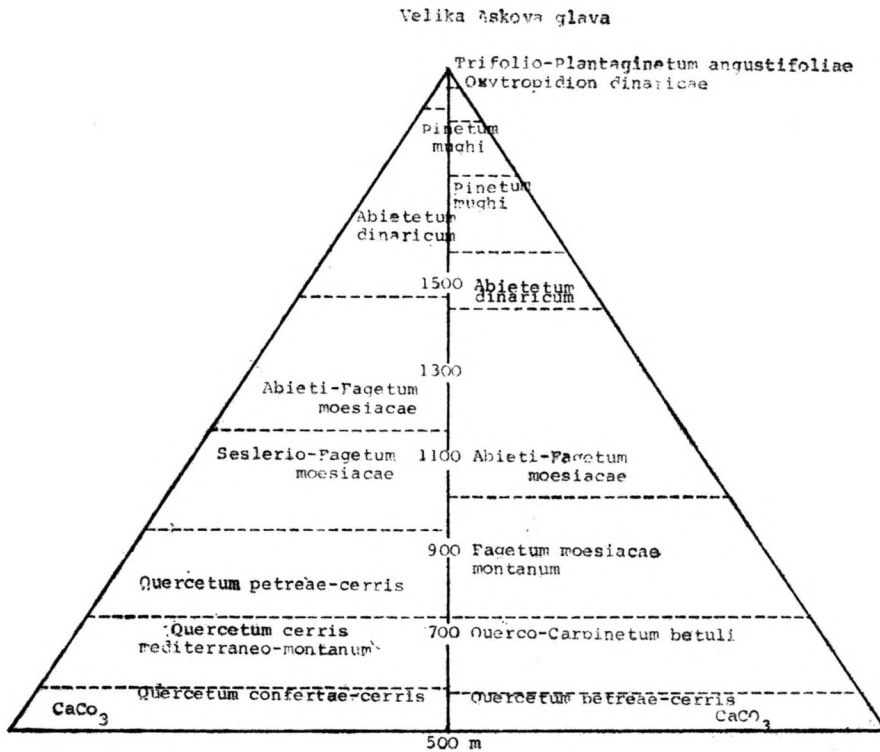 Velika Askova glava
Trifolio-Plantaginetum angustifoliae
Oxytropidion dinaricae
Pinetum
mughi
Pinetum
mughi
Abietetum
dinaricum
1500 Abietetum
dinaricum
1300
Abieti-Fagetum
moesiacae
Seslerio-Fagetum
moesiacae
1100 Abieti-Fagetum
moesiacae
900 Fagetum moesiacae
montanum
Quercetum petreae-cerris
Quercetum cerris
mediterraneo-montanum
700 Querco-Carpinetum betuli
Quercetum confertae-cerris
Quercetum petreae-cerris
CaCo3
CaCO3
500 m